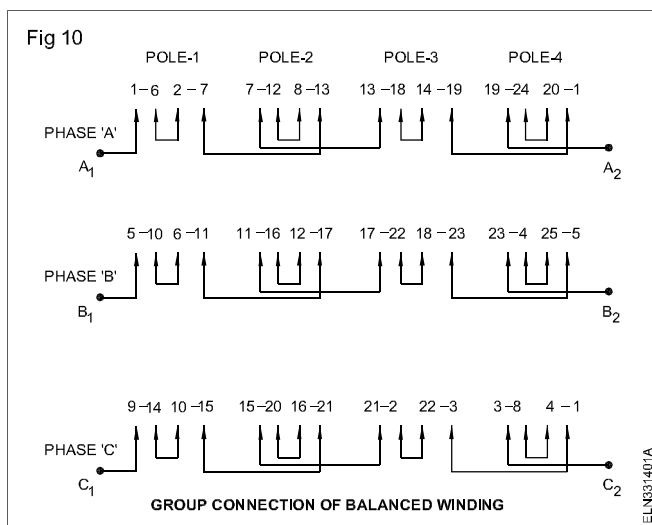 Fig 10
POLE-1 POLE-2 POLE-3 POLE-4
1-6 2-7 7-12 8-13 13-18 14-19 19-24 20-1
PHASE 'A'
A1 A2
5-10 6-11 11-16 12-17 17-22 18-23 23-4 25-5
PHASE 'B'
B1 B2
9-14 10-15 15-20 16-21 21-2 22-3 3-8 4-1
PHASE 'C'
C1 C2
GROUP CONNECTION OF BALANCED WINDING
ELN331401A